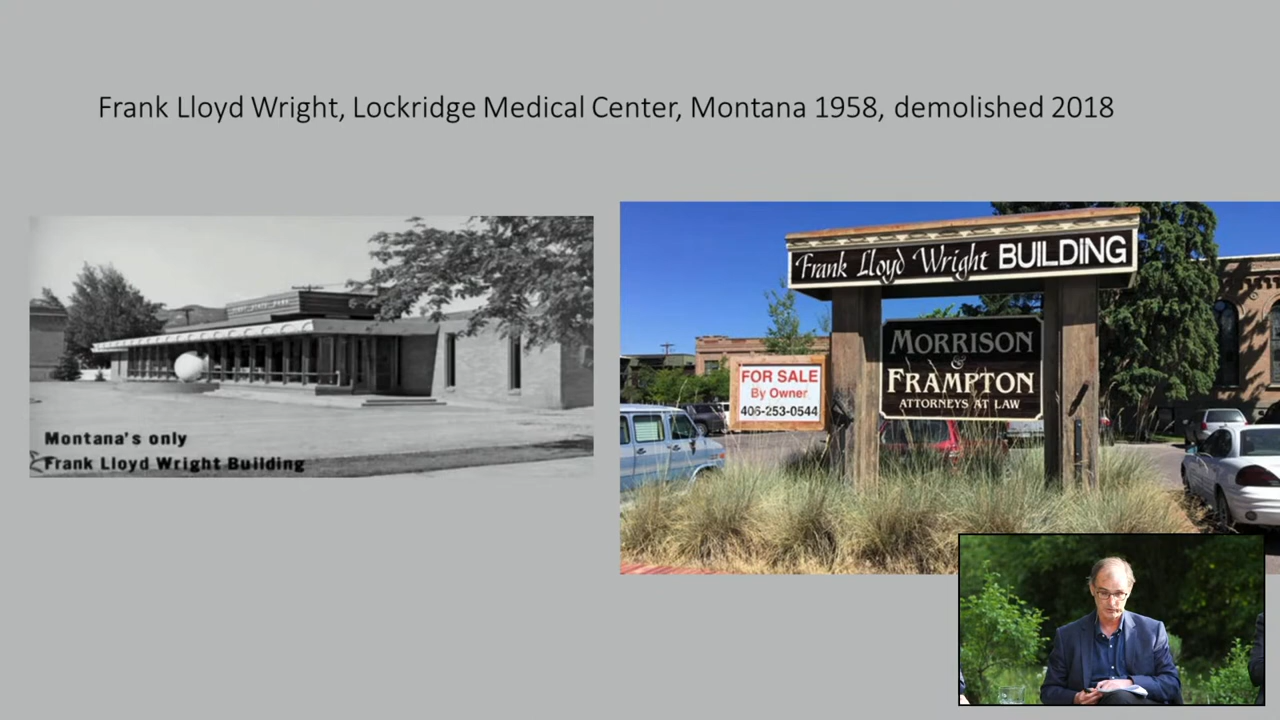 Frank Lloyd Wright, Lockridge Medical Center, Montana 1958, demolished 2018
Montana's only
Frank Lloyd Wright Building
Frank Lloyd Wright BUILDING
MORRISON
&
FRAMPTON
ATTORNEYS AT LAW
FOR SALE
By Owner
406-253-0544